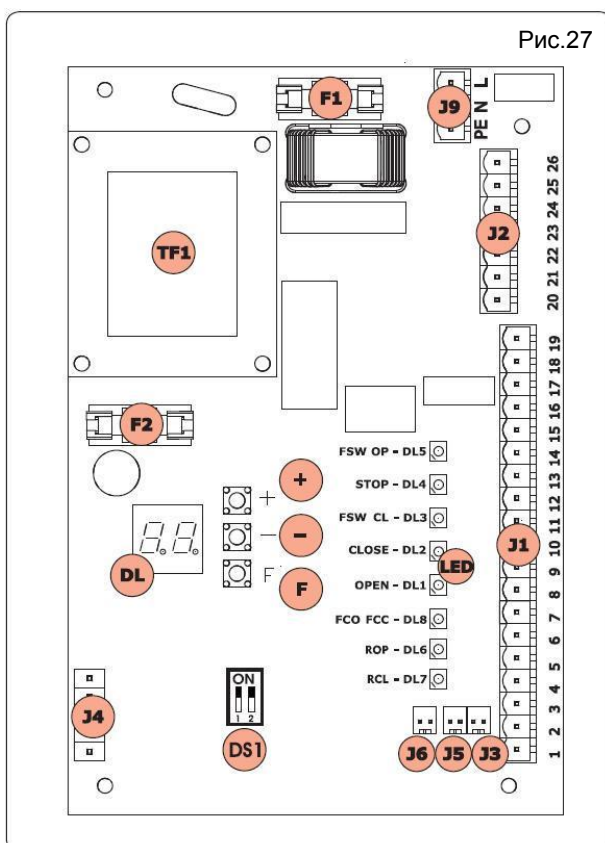 Рис.27
F1
J9
PE N L
J2
20 21 22 23 24 25 26
TF1
F2
FSW OP - DL5
STOP - DL4
FSW CL - DL3
CLOSE - DL2
OPEN - DL1
FCO FCC - DL8
ROP - DL6
RCL - DL7
+ +
- -
F F
DL
8.8.
LED
J1
1 2 3 4 5 6 7 8 9 10 11 12 13 14 15 16 17 18 19
J4
ON
1 2
DS1
J6 J5 J3